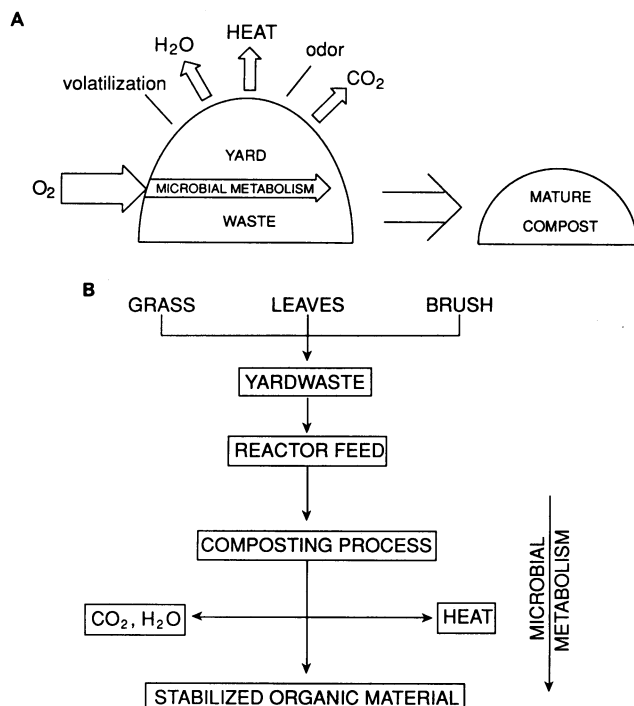 A
HEAT
odor
H₂O
CO₂
volatilization
YARD
O₂
MICROBIAL METABOLISM
WASTE
MATURE
COMPOST
B
GRASS LEAVES BRUSH
YARDWASTE
REACTOR FEED
COMPOSTING PROCESS
CO₂, H₂O
HEAT
MICROBIAL
METABOLISM
STABILIZED ORGANIC MATERIAL